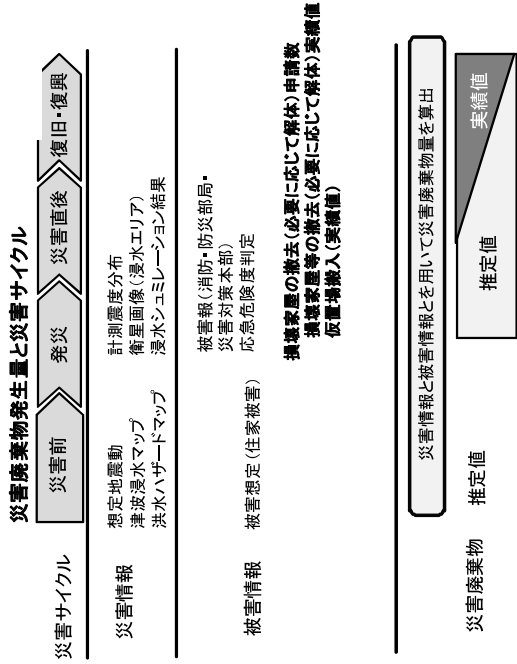 災害廃棄物発生量と災害サイクル
災害サイクル
災害前
発災
災害直後
復旧・復興
災害情報
想定地震動
津波浸水マップ
洪水ハザードマップ
計測震度分布
衛星画像(浸水エリア)
浸水シュミレーション結果
被害情報
被害想定(住家被害)
被害報(消防・防災部局・
災害対策本部)
応急危険度判定
損壊家屋の撤去(必要に応じて解体)申請数
損壊家屋等の撤去(必要に応じて解体)実績値
仮置場搬入(実績値)
災害情報と被害情報とを用いて災害廃棄物量を算出
災害廃棄物
推定値
推定値
実績値